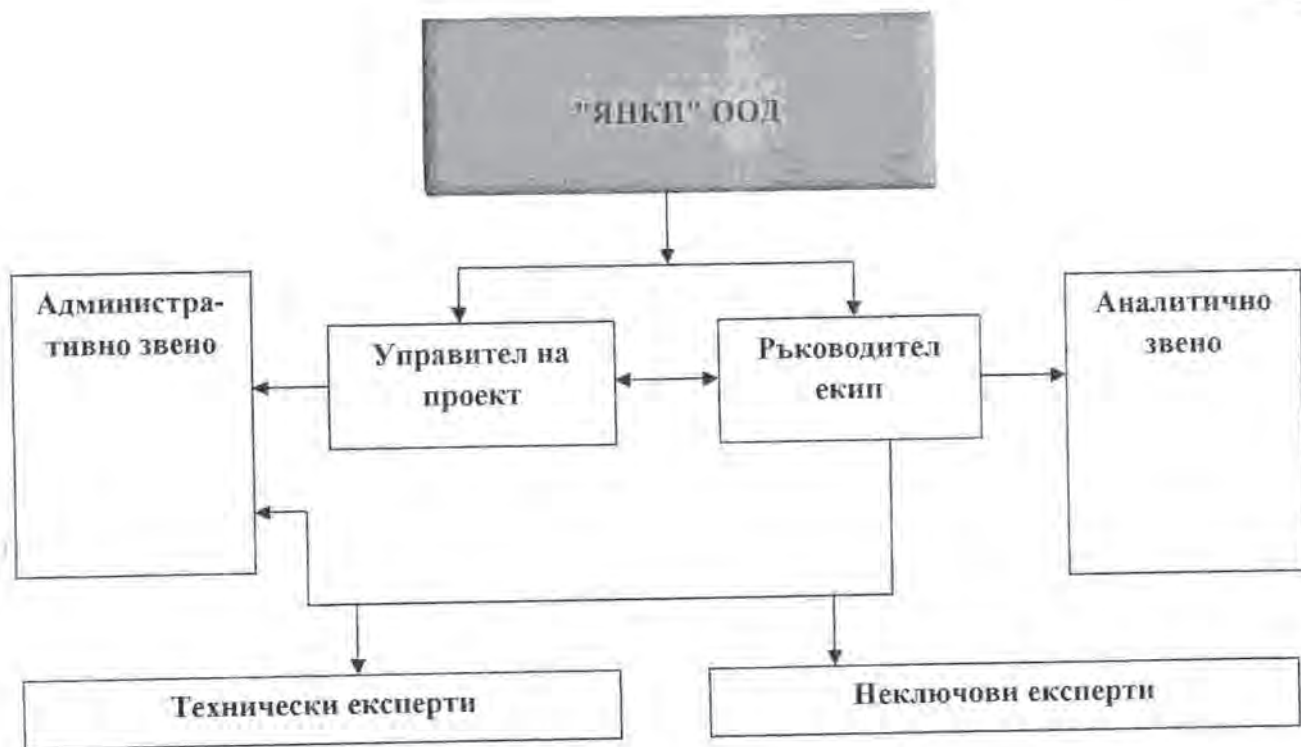 "ЯНКП" ООД
Администра-
тивно звено
Управител на
проект
Ръководител
екип
Аналитично
звено
Технически експерти
Неключови експерти